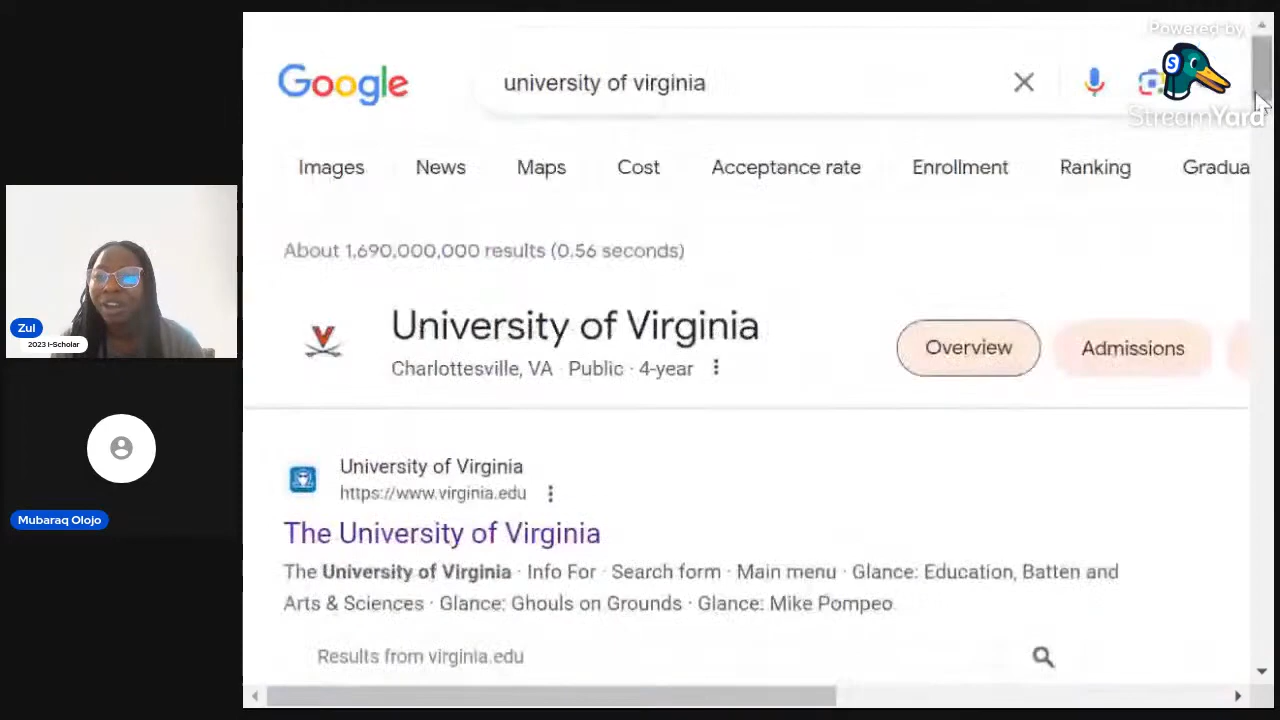 Powered by
StreamYard
Google
university of virginia
Images News Maps Cost Acceptance rate Enrollment Ranking Gradua
About 1,690,000,000 results (0.56 seconds)
University of Virginia
Charlottesville, VA · Public · 4-year
Overview
Admissions
University of Virginia
https://www.virginia.edu
The University of Virginia
The University of Virginia · Info For · Search form · Main menu · Glance: Education, Batten and
Arts & Sciences · Glance: Ghouls on Grounds · Glance: Mike Pompeo
Results from virginia.edu
Zul
2023 I-Scholar
Mubaraq Olojo